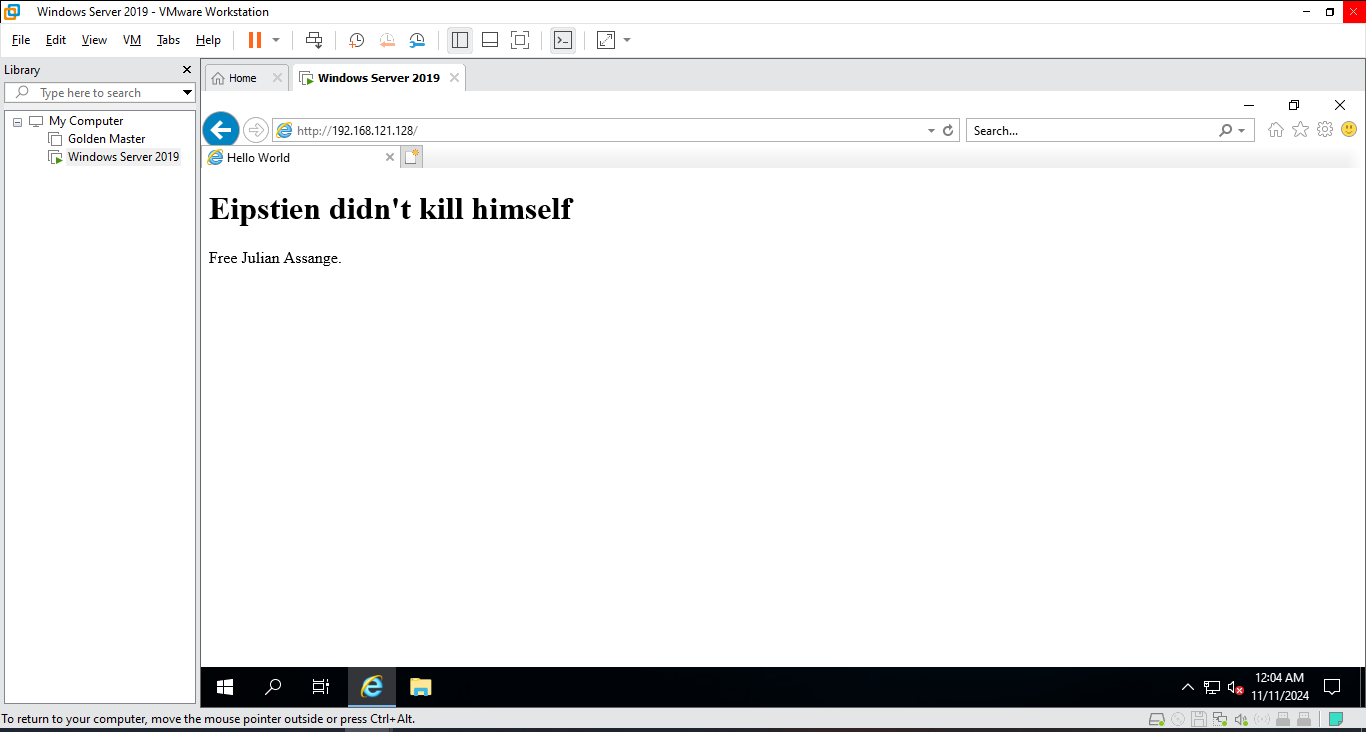 Windows Server 2019 - VMware Workstation
File Edit View VM Tabs Help
Library
Type here to search
My Computer
Golden Master
Windows Server 2019
Home
Windows Server 2019
http://192.168.121.128/
Search...
Hello World
Eipstien didn't kill himself
Free Julian Assange.
12:04 AM
11/11/2024
To return to your computer, move the mouse pointer outside or press Ctrl+Alt.